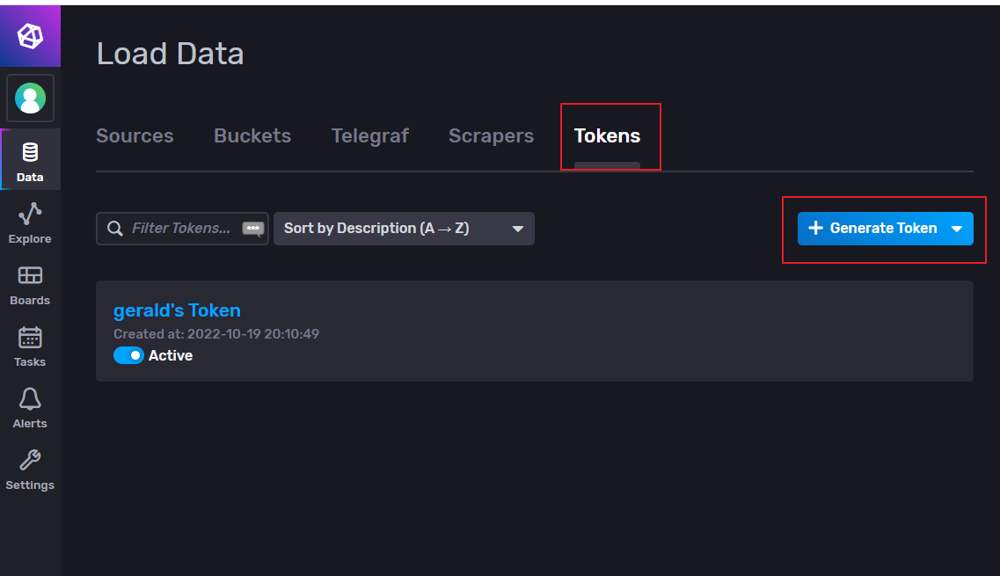 Load Data
Sources Buckets Telegraf Scrapers Tokens
Filter Tokens... Sort by Description (A → Z) Generate Token
gerald's Token
Created at: 2022-10-19 20:10:49
Active
Data
Explore
Boards
Tasks
Alerts
Settings